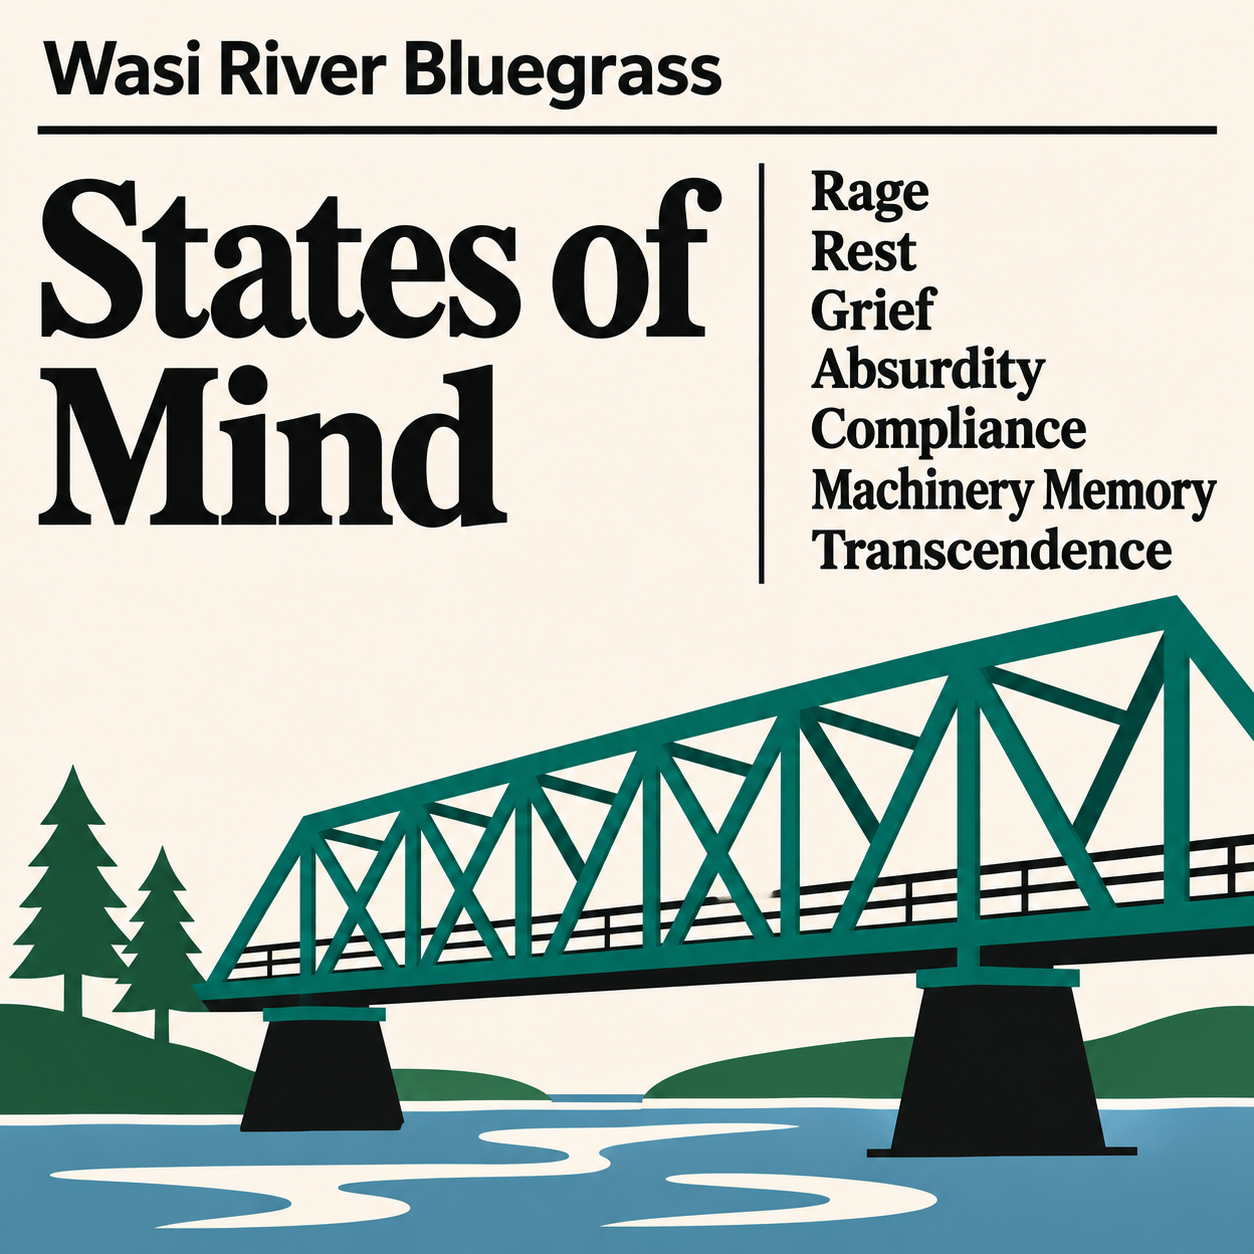 Wasi River Bluegrass
States of
Mind
Rage
Rest
Grief
Absurdity
Compliance
Machinery Memory
Transcendence